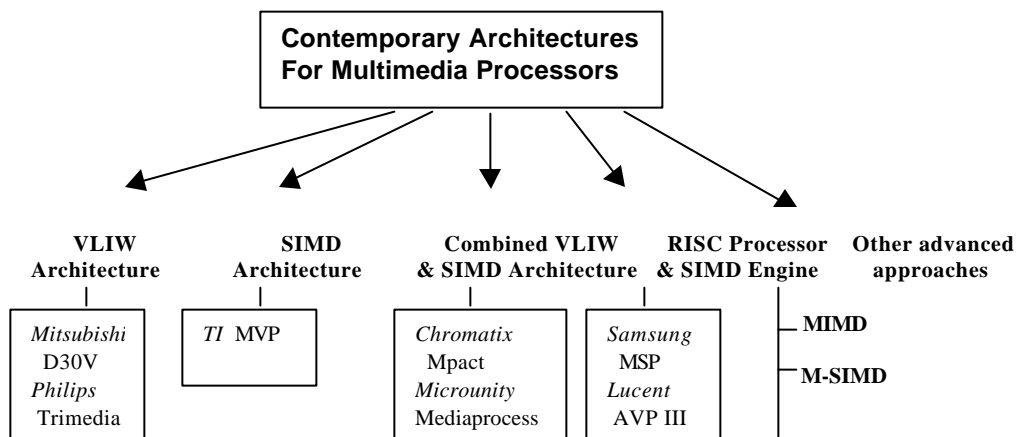 Contemporary Architectures
For Multimedia Processors
VLIW
Architecture
SIMD
Architecture
Combined VLIW
& SIMD Architecture
RISC Processor
& SIMD Engine
Other advanced
approaches
Mitsubishi
D30V
Philips
Trimedia
TI MVP
Chromatix
Mpact
Microunity
Mediaprocess
Samsung
MSP
Lucent
AVP III
MIMD
M-SIMD